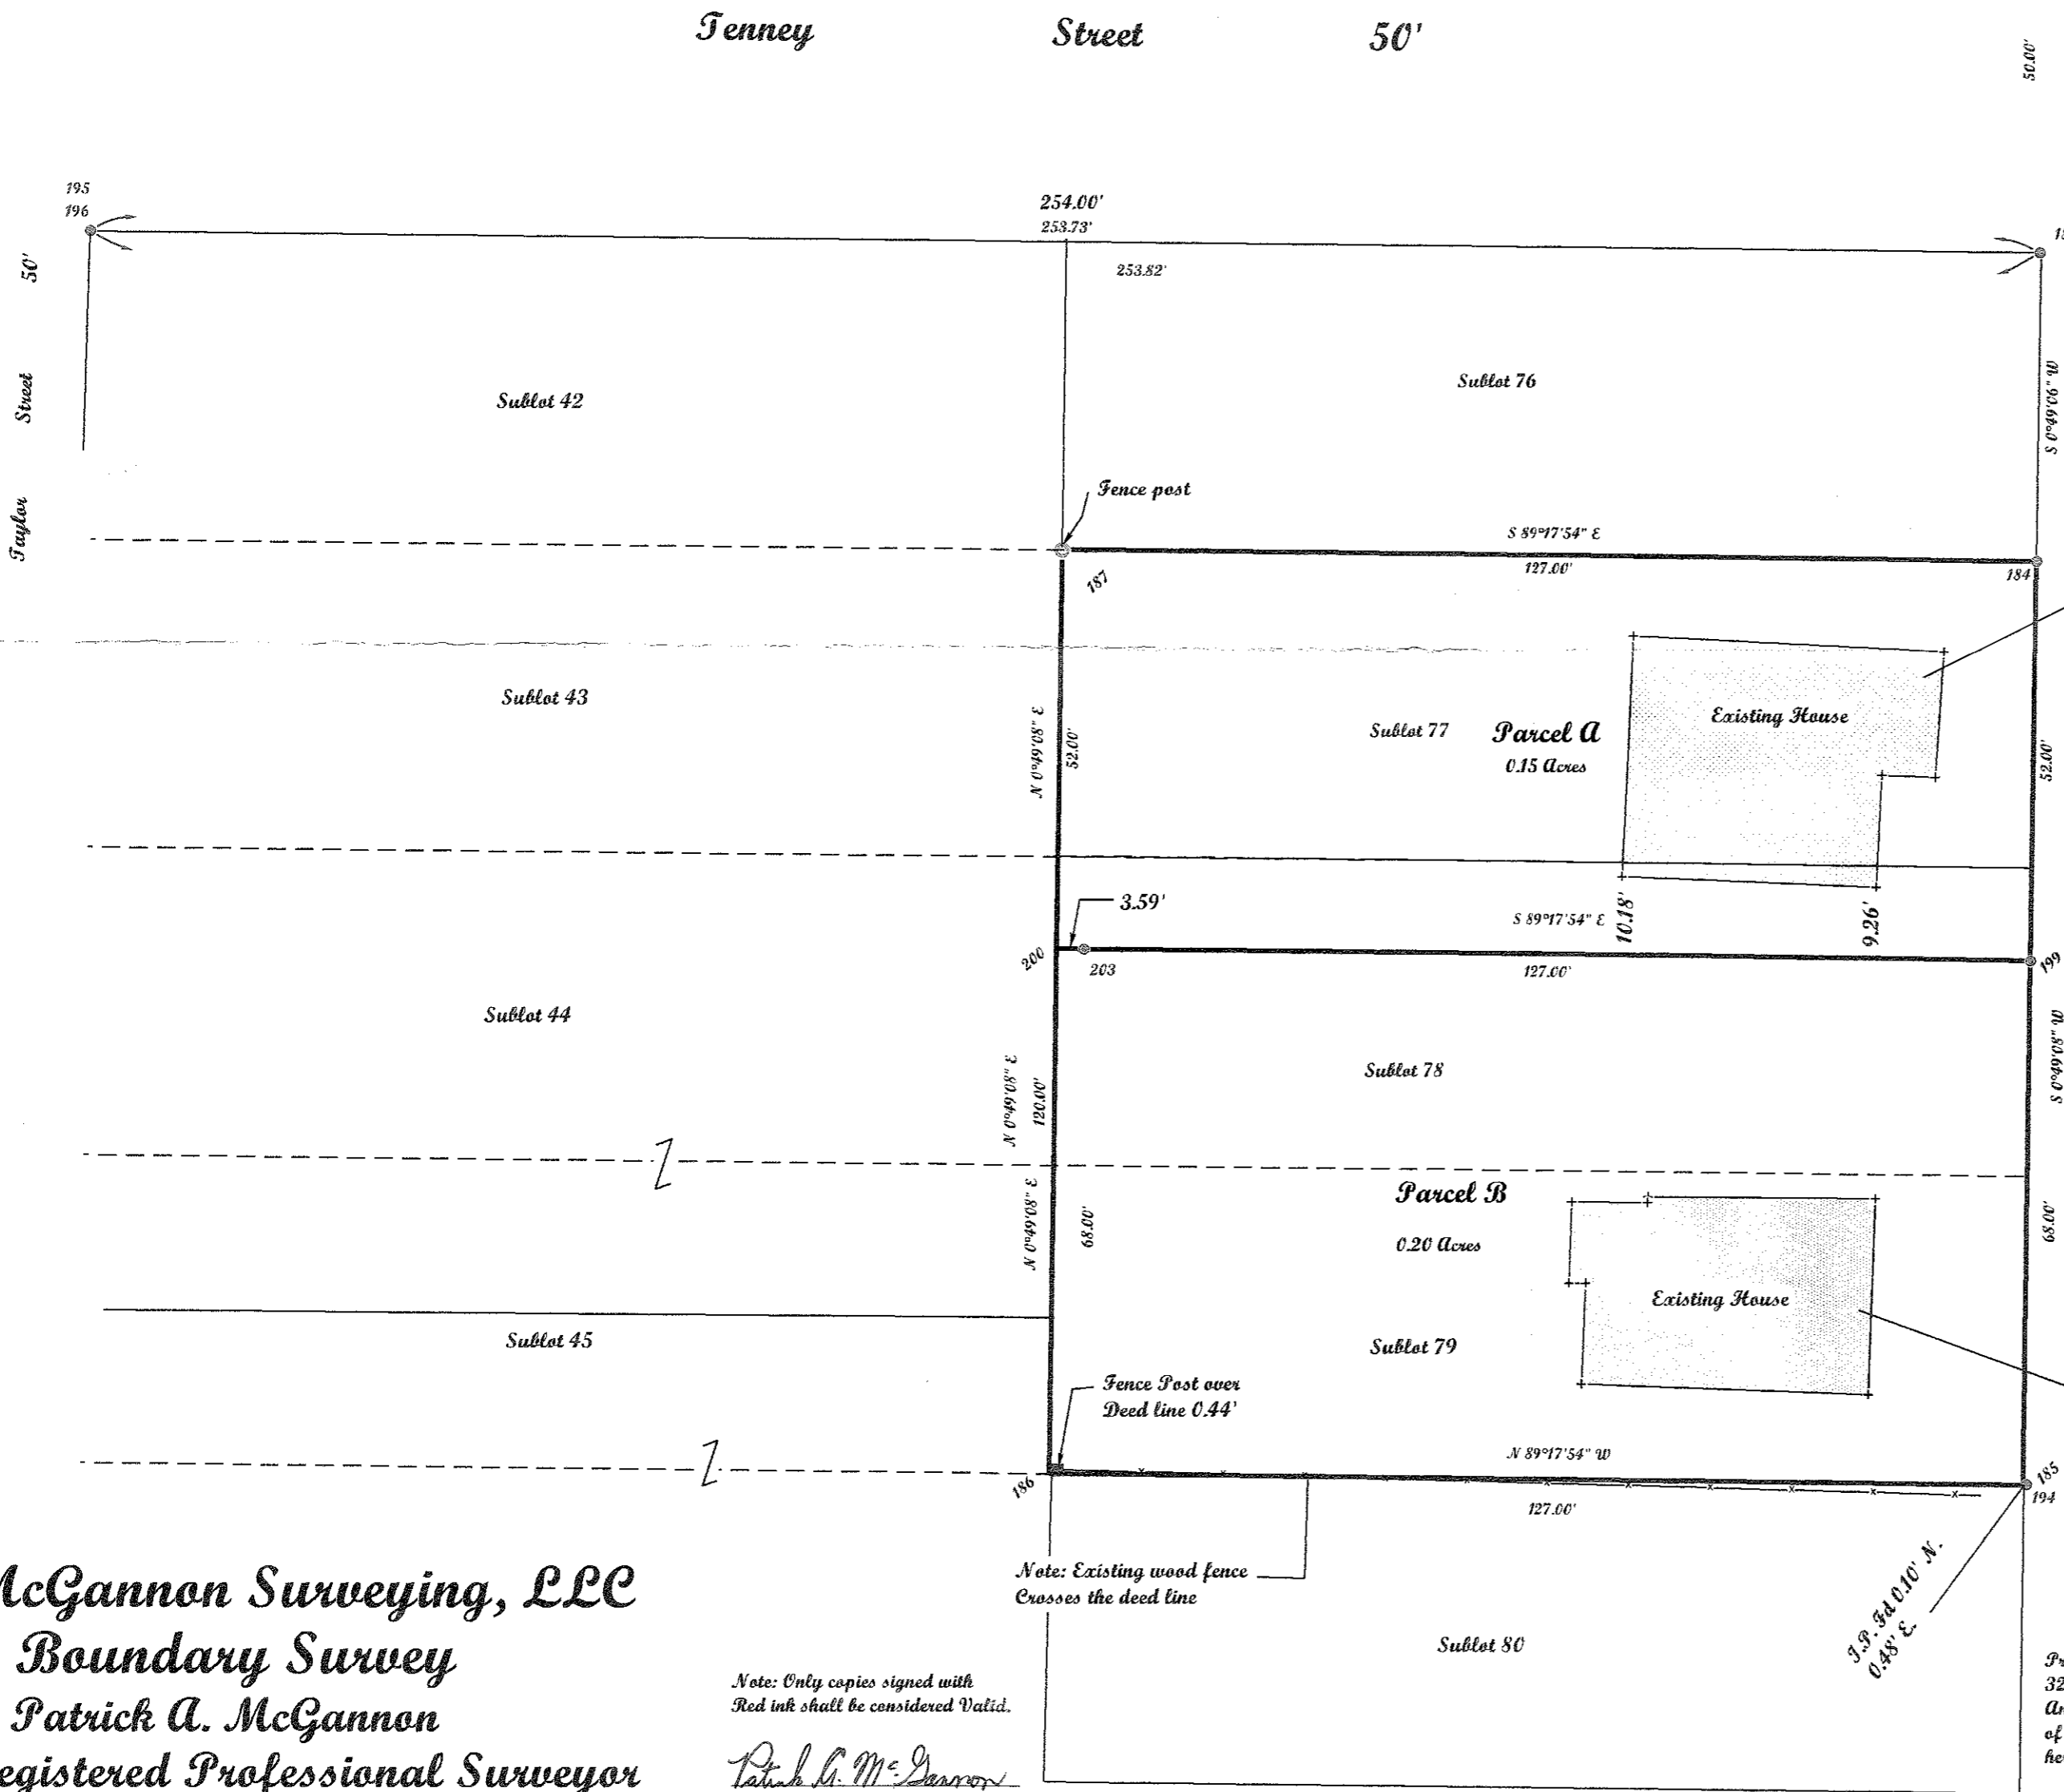 Tenney Street 50'
50.00'
195
196
254.00'
253.73'
253.82'
Taylor Street 50'
Sublot 42
Sublot 76
S 0°49'06" W
Fence post
S 89°17'54" E
127.00'
187
184
Sublot 43
N 0°49'08" E
52.00'
Sublot 77
Parcel A
0.15 Acres
Existing House
52.00'
3.59'
S 89°17'54" E
10.18'
9.26'
200
203
127.00'
199
Sublot 44
Sublot 78
S 0°49'08" W
N 0°49'08" E
120.00'
N 0°49'08" E
68.00'
Parcel B
0.20 Acres
Existing House
68.00'
Sublot 45
Sublot 79
Fence Post over
Deed line 0.44'
N 89°17'54" W
186
127.00'
185
194
Note: Existing wood fence
Crosses the deed line
I.P. Fd 0.10' N.
0.48' E.
Sublot 80
McGannon Surveying, LLC
Boundary Survey
Patrick A. McGannon
egistered Professional Surveyor
Note: Only copies signed with
Red ink shall be considered Valid.
Patrick A. McGannon
32
of